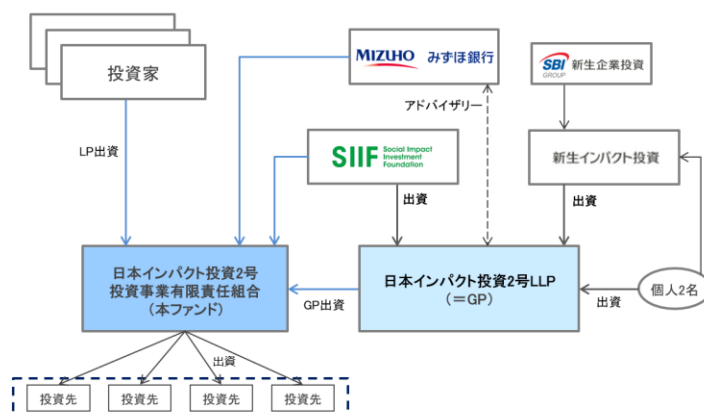 投資家
MIZUHO みずほ銀行
SBI GROUP 新生企業投資
アドバイザリー
LP出資
SIIF Social Impact Investment Foundation
新生インパクト投資
出資
出資
日本インパクト投資2号
投資事業有限責任組合
(本ファンド)
GP出資
日本インパクト投資2号LLP
(=GP)
出資
個人2名
出資
投資先
投資先
投資先
投資先